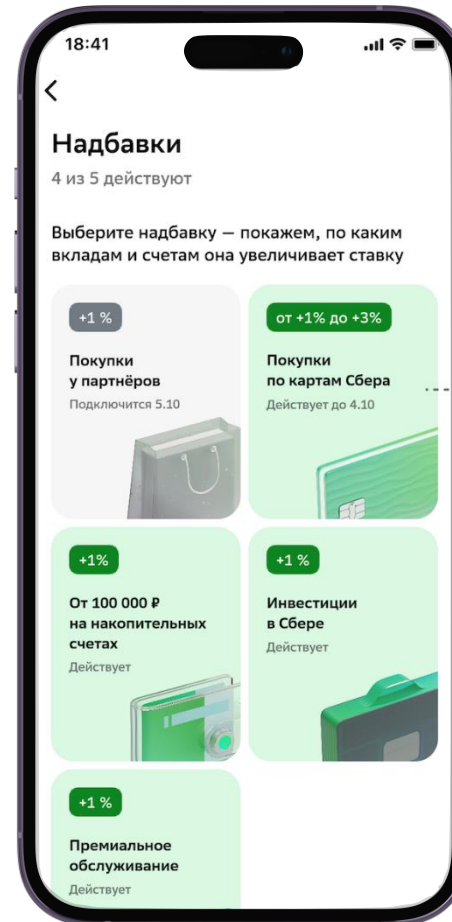 18:41
Надбавки
4 из 5 действуют
Выберите надбавку — покажем, по каким
вкладам и счетам она увеличивает ставку
+1 %
Покупки
у партнёров
Подключится 5.10
от +1% до +3%
Покупки
по картам Сбера
Действует до 4.10
+1%
От 100 000 ₽
на накопительных
счетах
Действует
+1 %
Инвестиции
в Сбере
Действует
+1 %
Премиальное
обслуживание
Действует